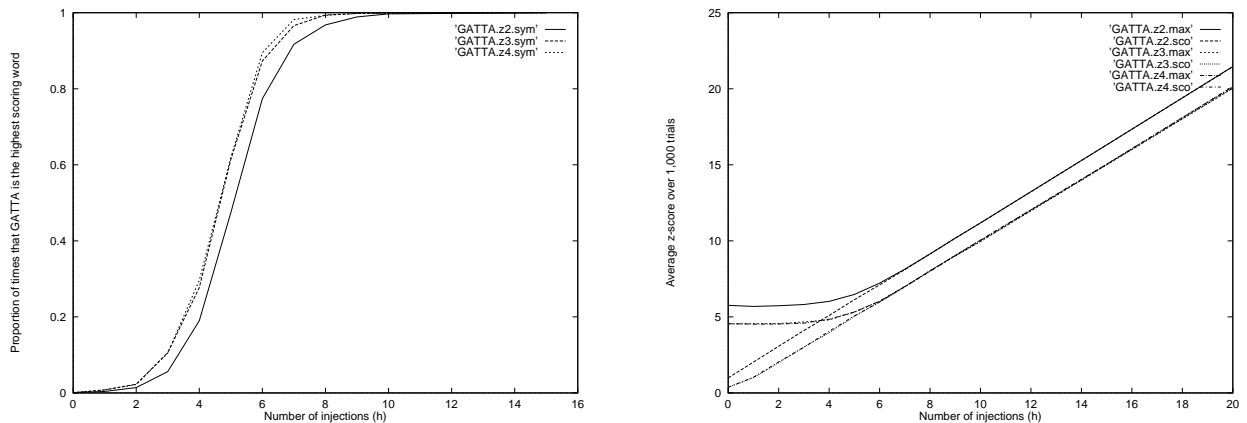 Proportion of times that GATTA is the highest scoring word
1
0.8
0.6
0.4
0.2
0
0 2 4 6 8 10 12 14 16
Number of injections (h)
'GATTA.z2.sym'
'GATTA.z3.sym'
'GATTA.z4.sym'
Average z-score over 1,000 trials
25
20
15
10
5
0
0 2 4 6 8 10 12 14 16 18 20
Number of injections (h)
'GATTA.z2.max'
'GATTA.z2.sco'
'GATTA.z3.max'
'GATTA.z3.sco'
'GATTA.z4.max'
'GATTA.z4.sco'